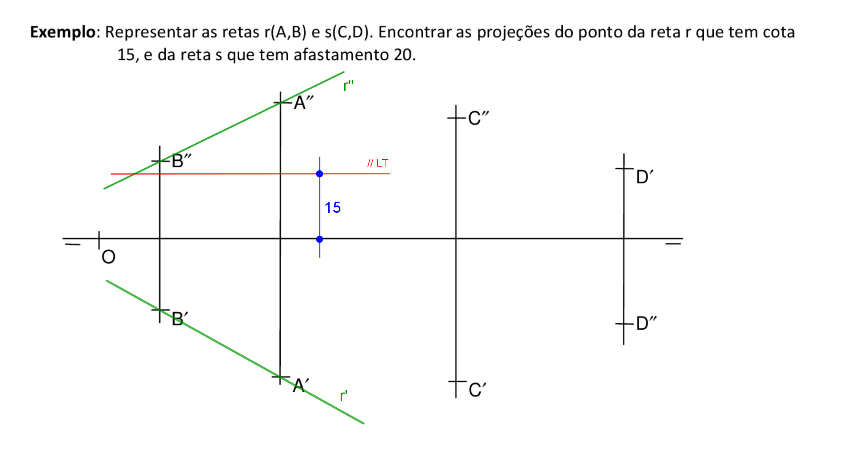 Exemplo: Representar as retas r(A,B) e s(C,D). Encontrar as projeções do ponto da reta r que tem cota
15, e da reta s que tem afastamento 20.
r''
A″
C″
B″
// LT
D′
15
O
B′
D″
A′
r'
C′